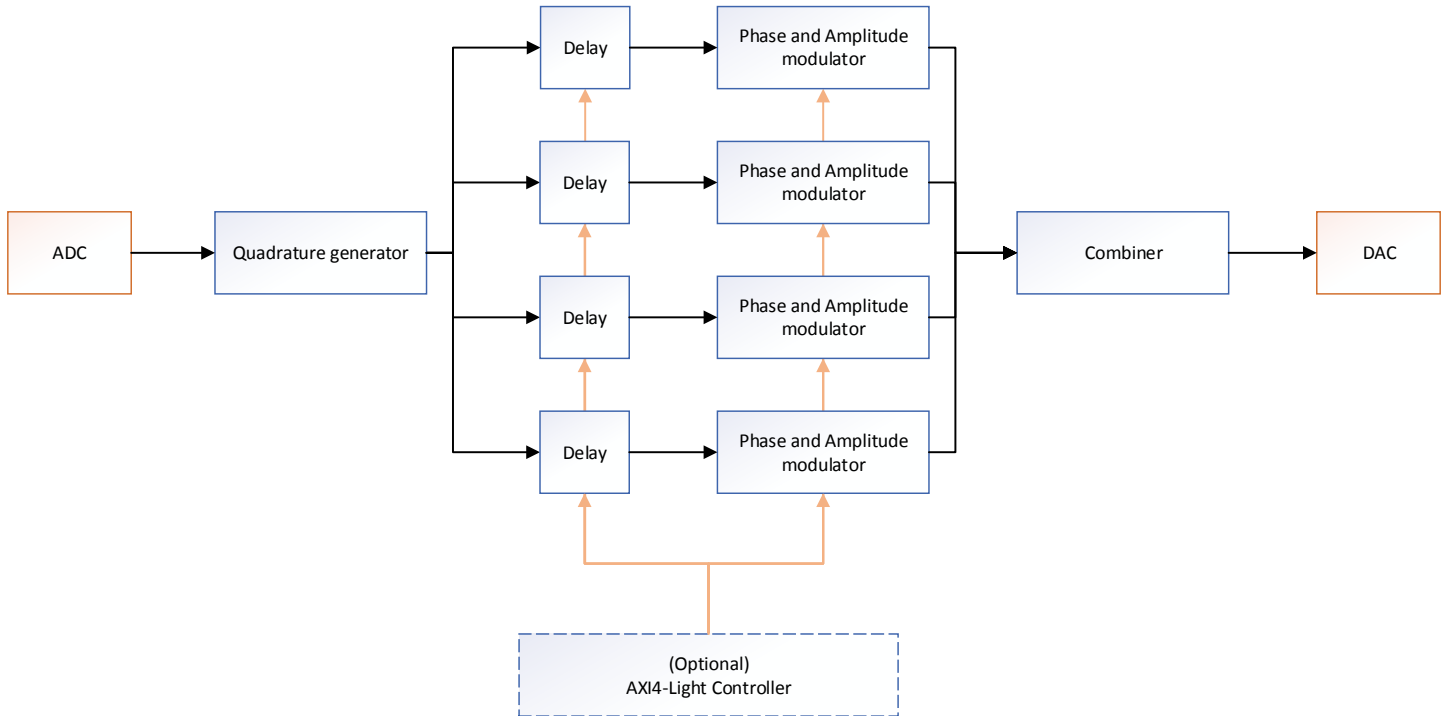 Delay
Phase and Amplitude
modulator
Delay
Phase and Amplitude
modulator
ADC
Quadrature generator
Combiner
DAC
Delay
Phase and Amplitude
modulator
Delay
Phase and Amplitude
modulator
(Optional)
AXI4-Light Controller